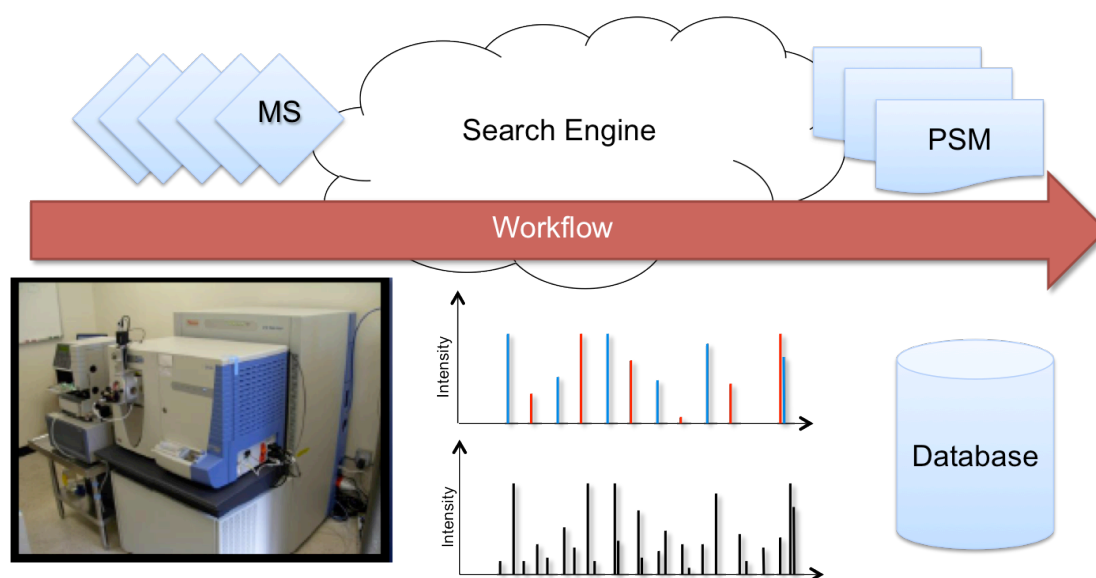 MS
Search Engine
PSM
Workflow
Intensity
Database
Intensity